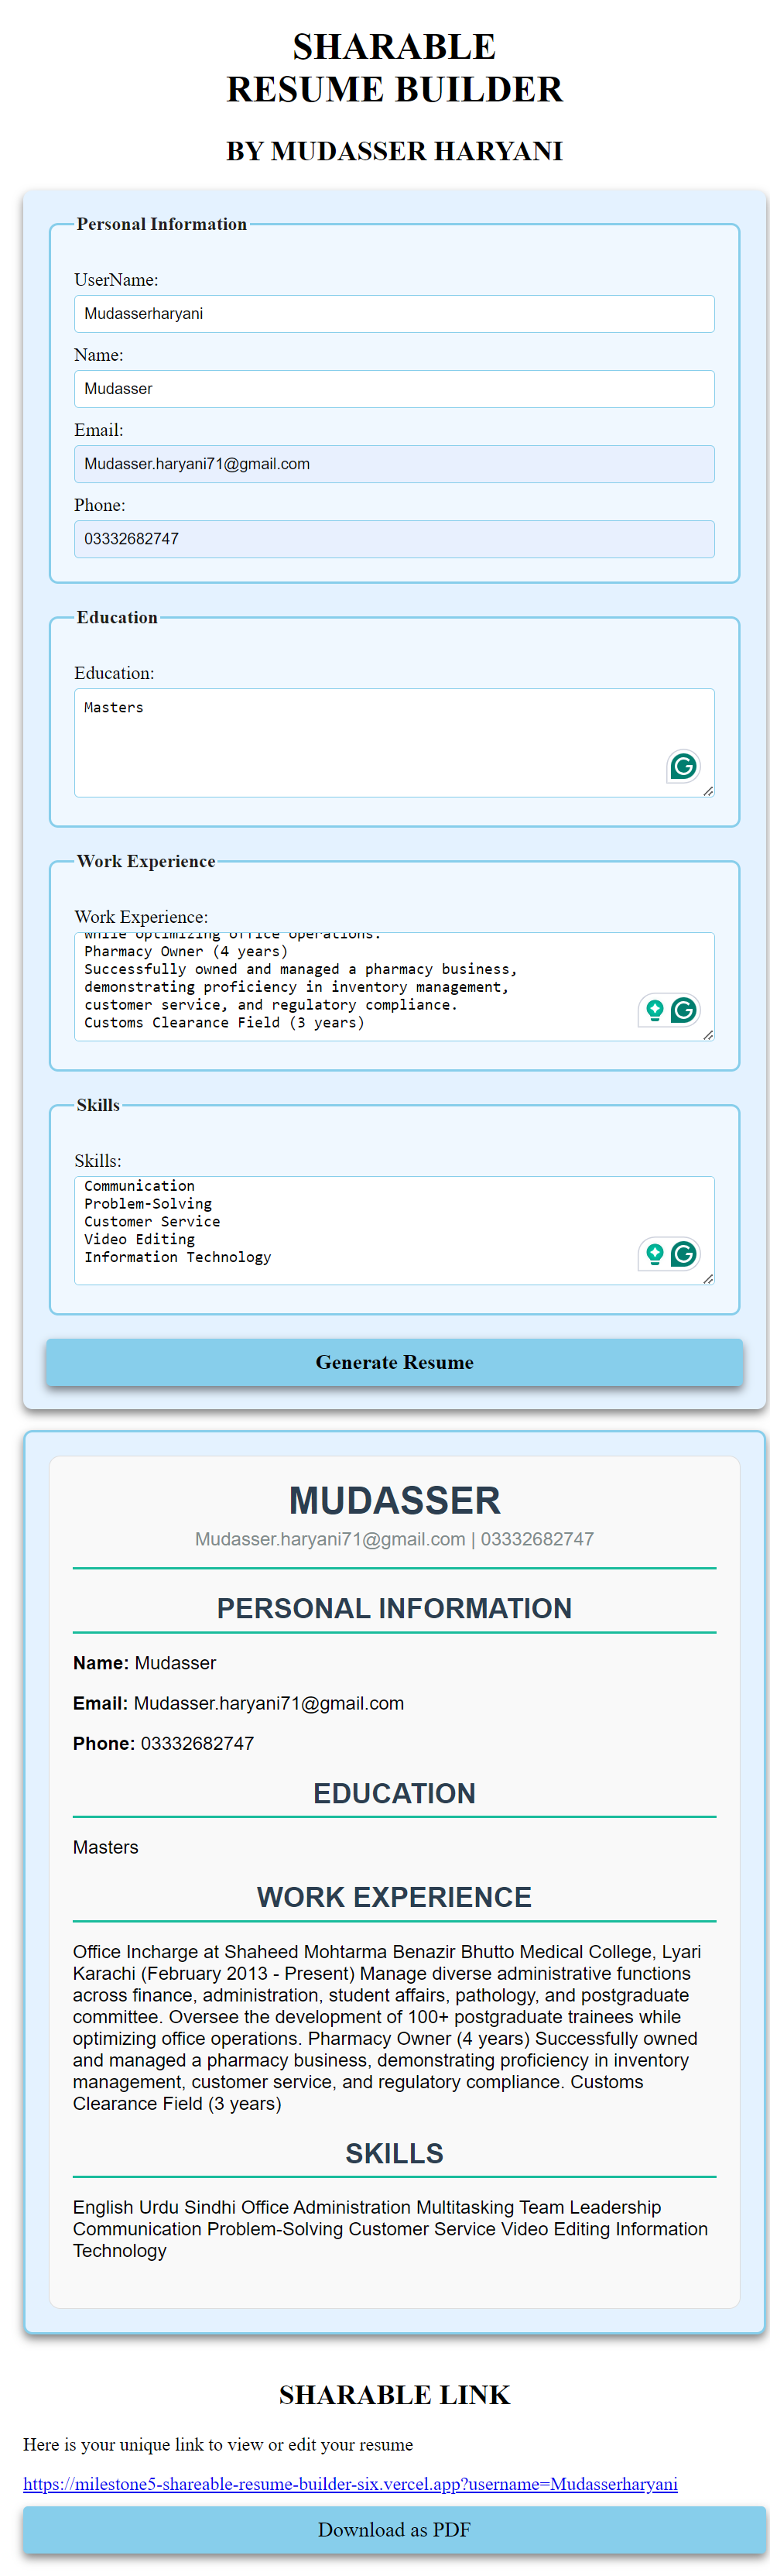 SHARABLE
RESUME BUILDER
BY MUDASSER HARYANI
Personal Information
UserName:
Mudasserharyani
Name:
Mudasser
Email:
Mudasser.haryani71@gmail.com
Phone:
03332682747
Education
Education:
Masters
Work Experience
Work Experience:
while optimizing office operations.
Pharmacy Owner (4 years)
Successfully owned and managed a pharmacy business,
demonstrating proficiency in inventory management,
customer service, and regulatory compliance.
Customs Clearance Field (3 years)
Skills
Skills:
Communication
Problem-Solving
Customer Service
Video Editing
Information Technology
Generate Resume
MUDASSER
Mudasser.haryani71@gmail.com | 03332682747
PERSONAL INFORMATION
Name: Mudasser
Email: Mudasser.haryani71@gmail.com
Phone: 03332682747
EDUCATION
Masters
WORK EXPERIENCE
Office Incharge at Shaheed Mohtarma Benazir Bhutto Medical College, Lyari
Karachi (February 2013 - Present) Manage diverse administrative functions
across finance, administration, student affairs, pathology, and postgraduate
committee. Oversee the development of 100+ postgraduate trainees while
optimizing office operations. Pharmacy Owner (4 years) Successfully owned
and managed a pharmacy business, demonstrating proficiency in inventory
management, customer service, and regulatory compliance. Customs
Clearance Field (3 years)
SKILLS
English Urdu Sindhi Office Administration Multitasking Team Leadership
Communication Problem-Solving Customer Service Video Editing Information
Technology
SHARABLE LINK
Here is your unique link to view or edit your resume
https://milestone5-shareable-resume-builder-six.vercel.app?username=Mudasserharyani
Download as PDF